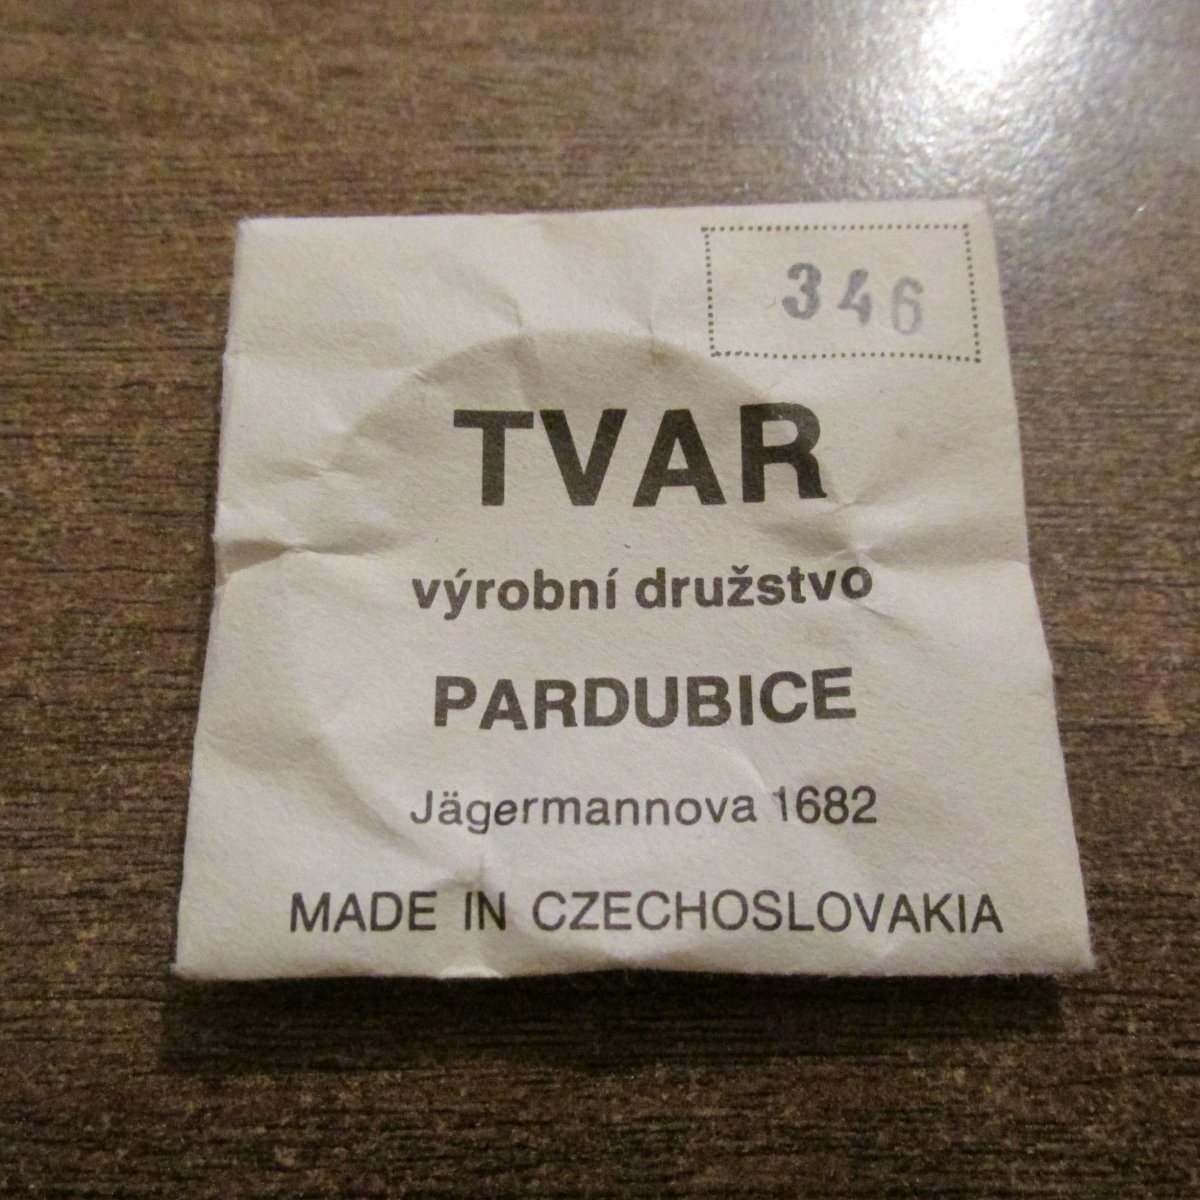 346
TVAR
výrobní družstvo
PARDUBICE
Jägermannova 1682
MADE IN CZECHOSLOVAKIA